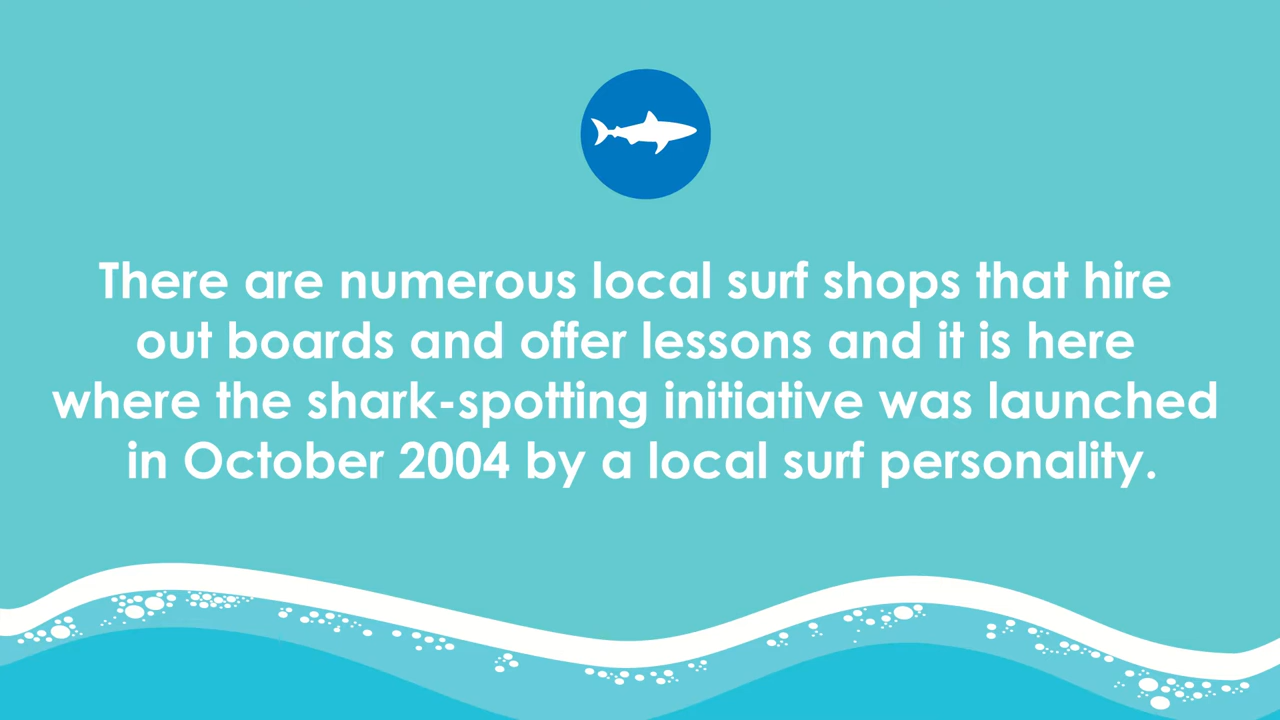 There are numerous local surf shops that hire
out boards and offer lessons and it is here
where the shark-spotting initiative was launched
in October 2004 by a local surf personality.